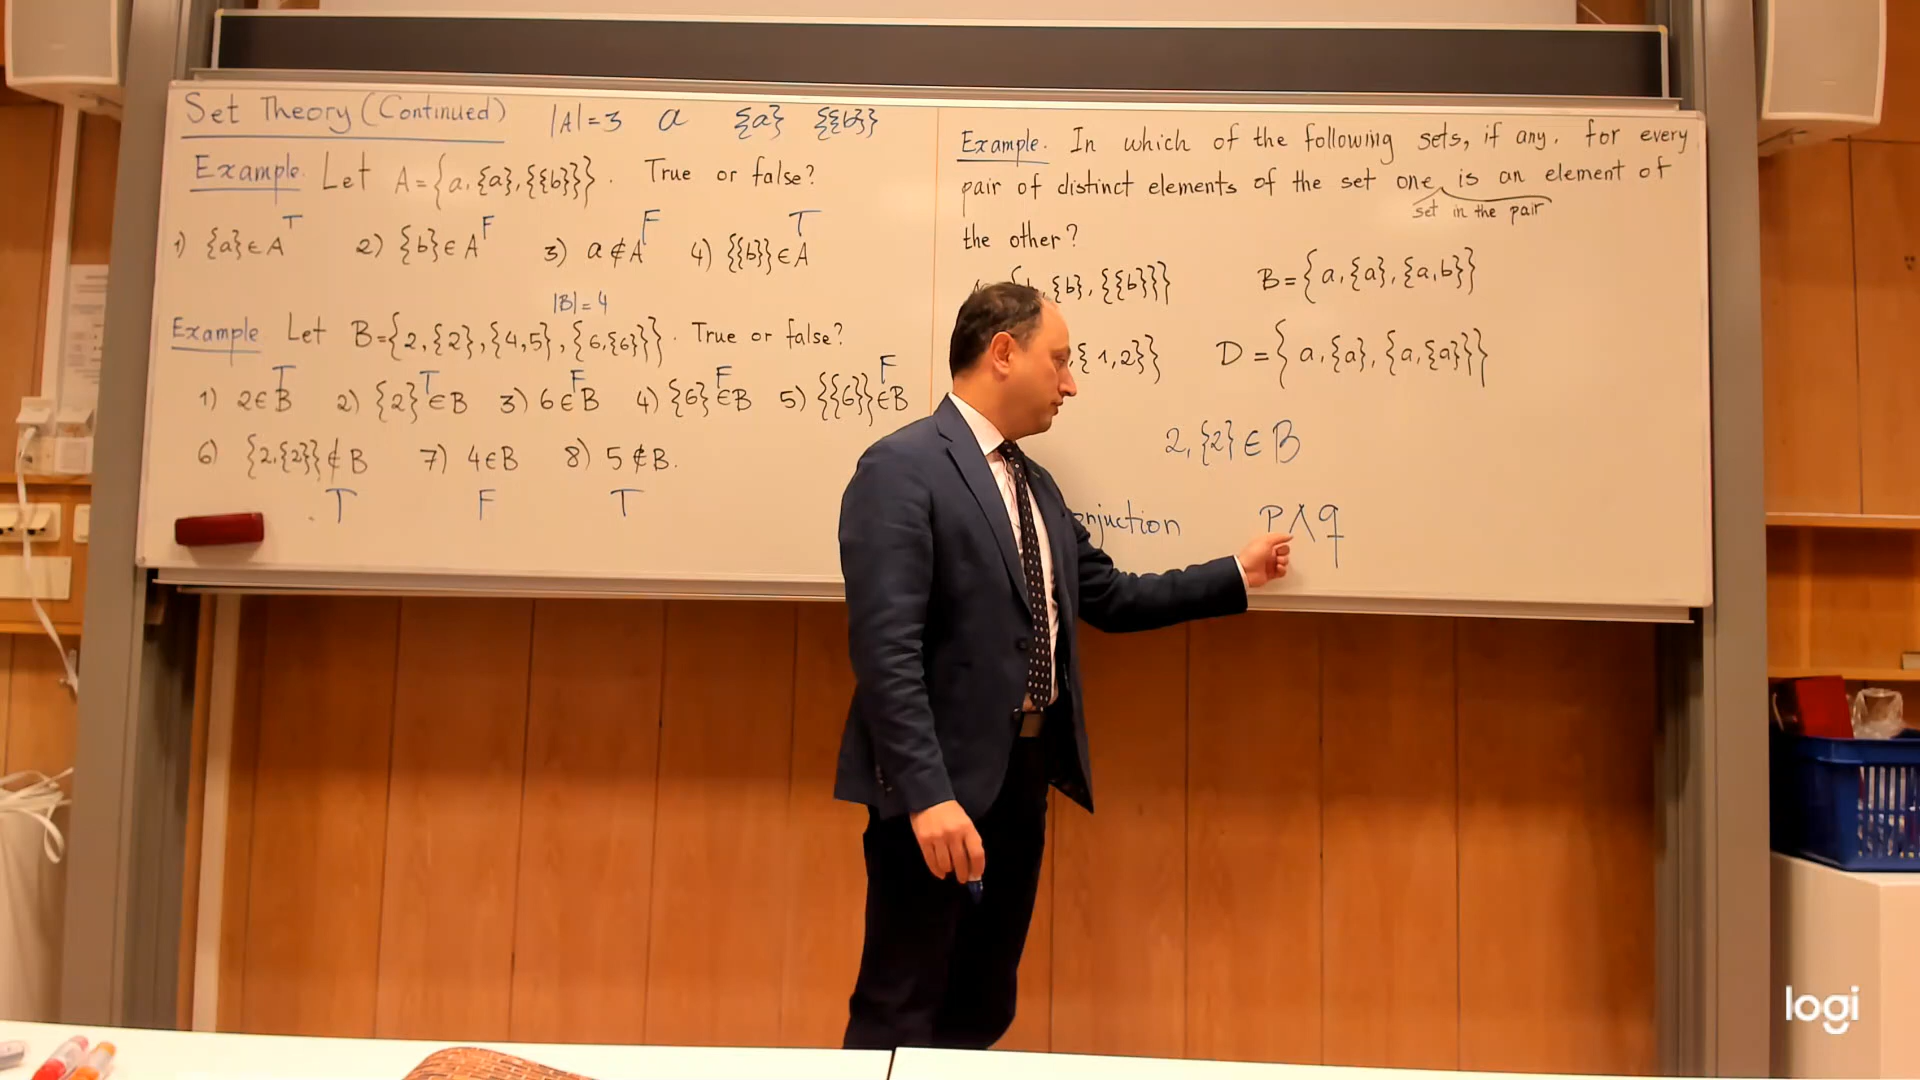 Set Theory (Continued) |A|=3 a {a} {{b}}
Example. Let A={a,{a},{{b}}}. True or false?
1) {a}∈A T 2) {b}∈A F 3) a∉A F 4) {{b}}∈A T
|B|=4
Example Let B={2,{2},{4,5},{6,{6}}}. True or false?
1) 2∈B T 2) {2}∈B T 3) 6∈B F 4) {6}∈B F 5) {{6}}∈B F
6) {2,{2}}∉B 7) 4∈B 8) 5∉B.
T F T
Example. In which of the following sets, if any, for every
pair of distinct elements of the set one is an element of
set in the pair
the other?
{b},{{b}}} B={a,{a},{a,b}}
{1,2}} D={a,{a},{a,{a}}}
2,{2}∈B
onjuction P∧q
logi